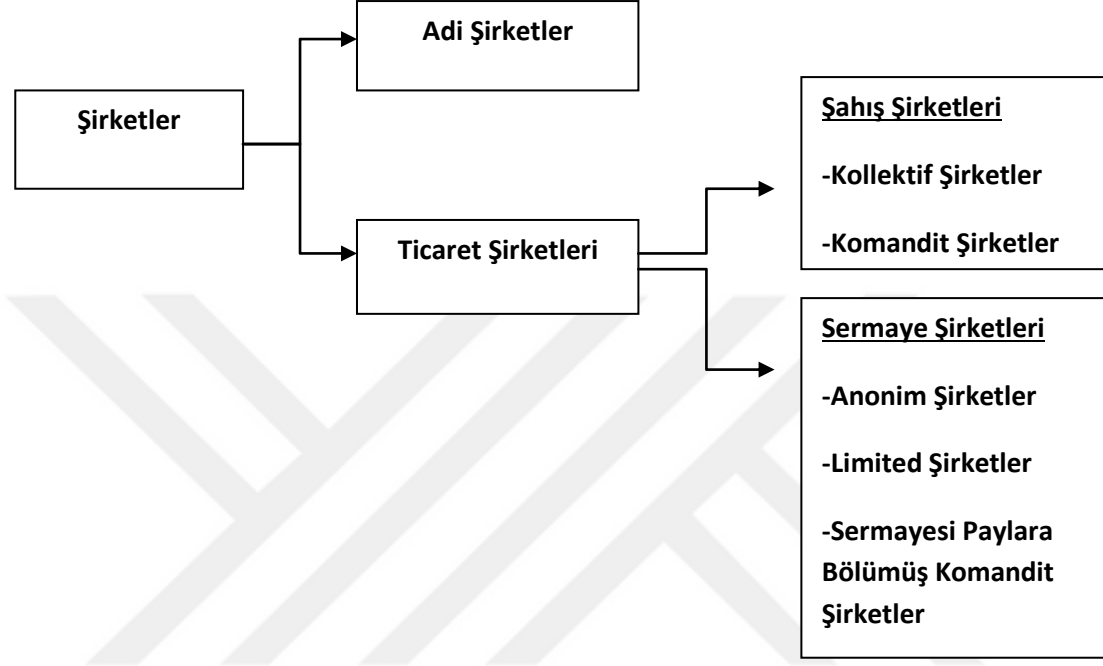 Adi Şirketler
Şirketler
Ticaret Şirketleri
Şahış Şirketleri
-Kollektif Şirketler
-Komandit Şirketler
Sermaye Şirketleri
-Anonim Şirketler
-Limited Şirketler
-Sermayesi Paylara
Bölümüş Komandit
Şirketler